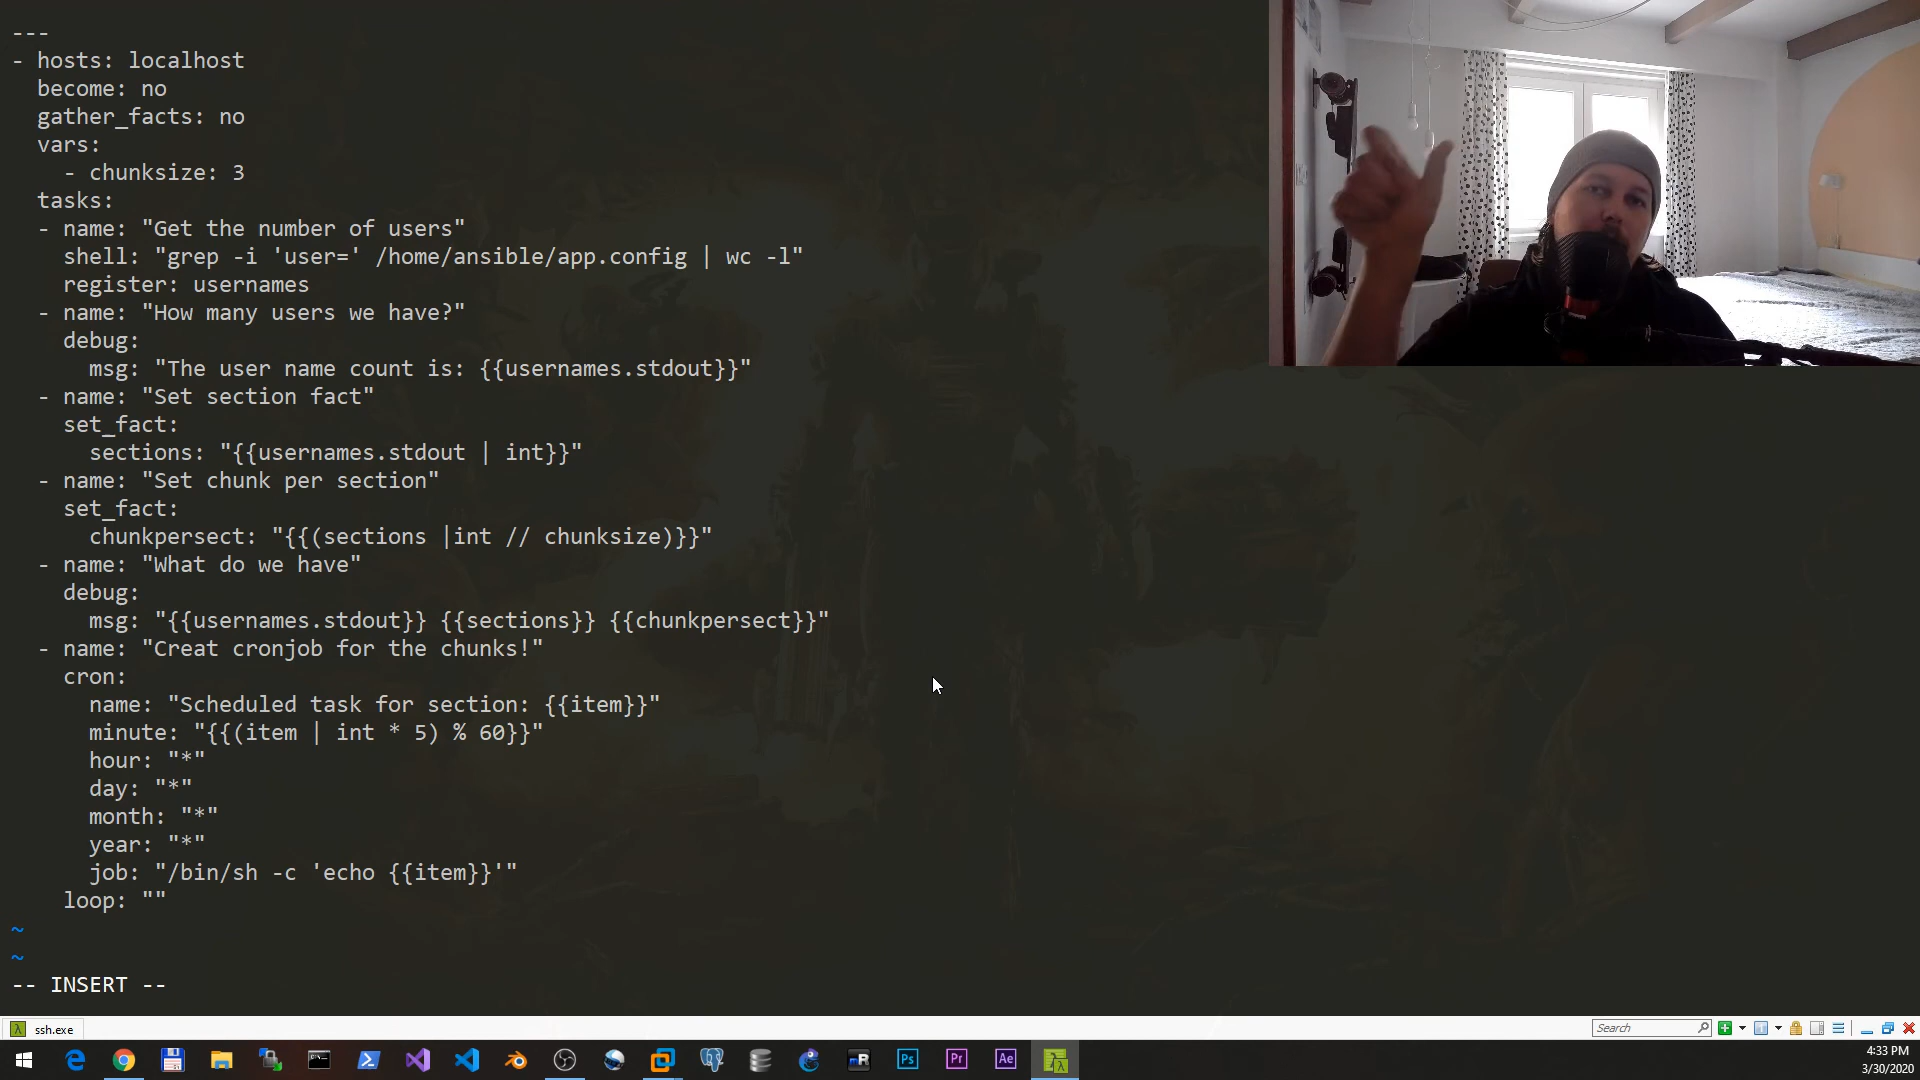 ---
- hosts: localhost
  become: no
  gather_facts: no
  vars:
    - chunksize: 3
  tasks:
  - name: "Get the number of users"
    shell: "grep -i 'user=' /home/ansible/app.config | wc -l"
    register: usernames
  - name: "How many users we have?"
    debug:
      msg: "The user name count is: {{usernames.stdout}}"
  - name: "Set section fact"
    set_fact:
      sections: "{{usernames.stdout | int}}"
  - name: "Set chunk per section"
    set_fact:
      chunkpersect: "{{(sections |int // chunksize)}}"
  - name: "What do we have"
    debug:
      msg: "{{usernames.stdout}} {{sections}} {{chunkpersect}}"
  - name: "Creat cronjob for the chunks!"
    cron:
      name: "Scheduled task for section: {{item}}"
      minute: "{{(item | int * 5) % 60}}"
      hour: "*"
      day: "*"
      month: "*"
      year: "*"
      job: "/bin/sh -c 'echo {{item}}'"
    loop: ""
~
~
-- INSERT --
λ ssh.exe
Search
mR Ps Pr Ae λ
4:33 PM
3/30/2020